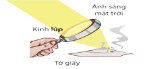 Ánh sáng
mặt trời
Kính lúp
Tờ giấy